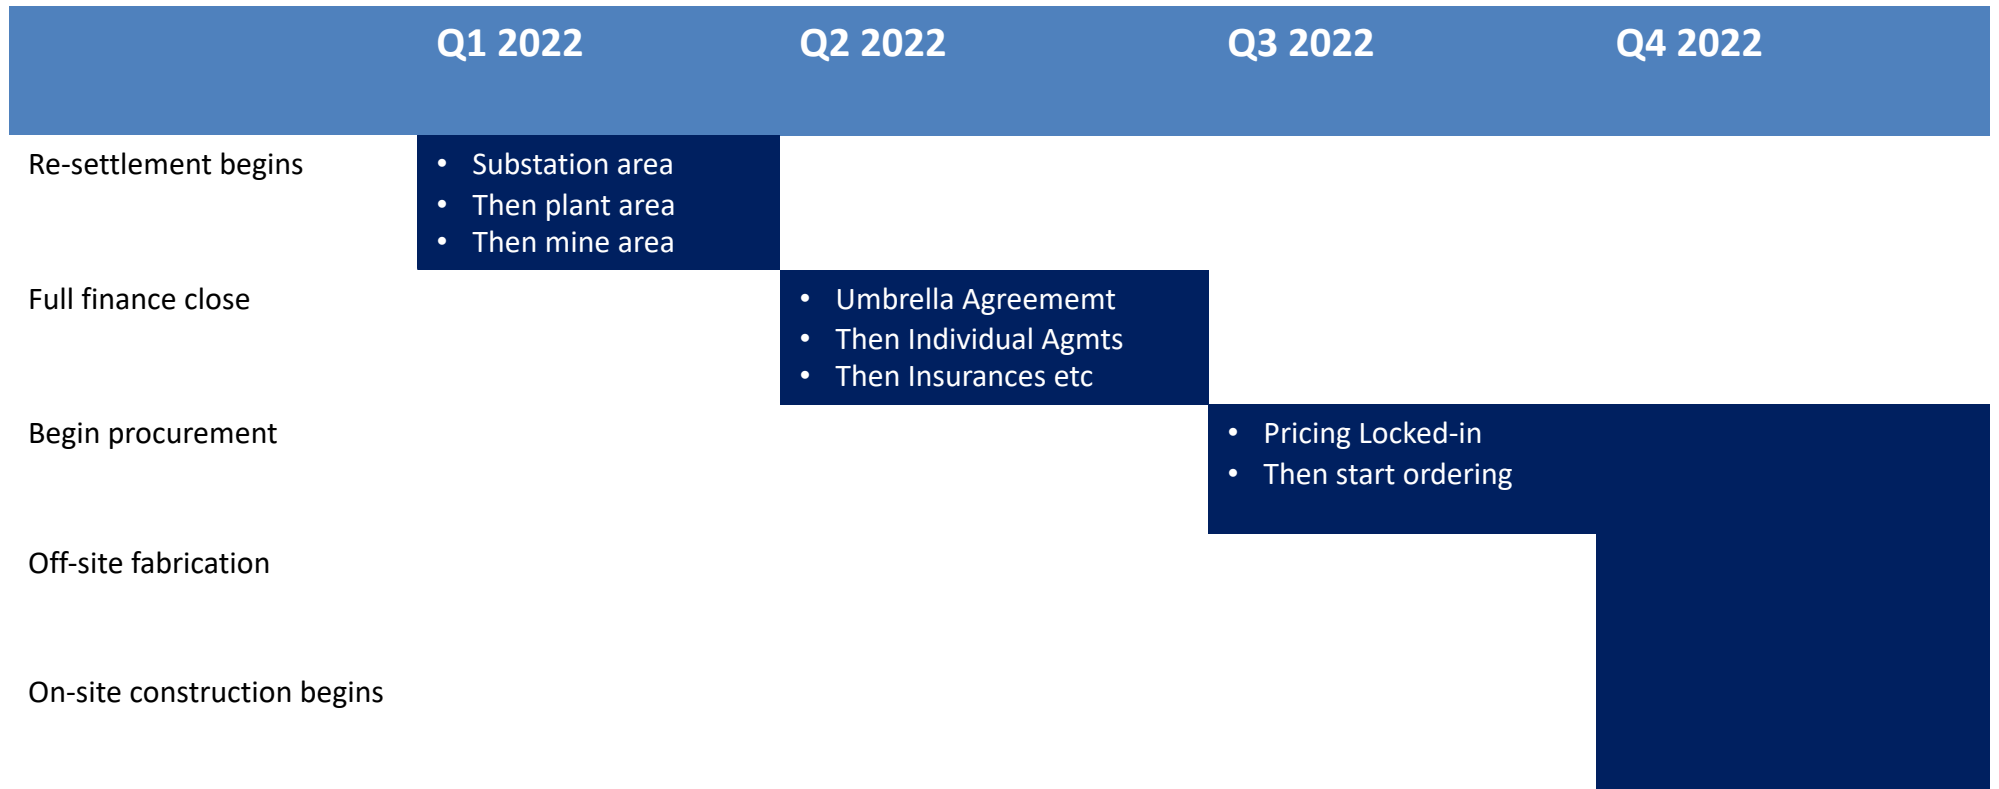 Q1 2022 Q2 2022 Q3 2022 Q4 2022
Re-settlement begins
• Substation area
• Then plant area
• Then mine area
Full finance close
• Umbrella Agreememt
• Then Individual Agmts
• Then Insurances etc
Begin procurement
• Pricing Locked-in
• Then start ordering
Off-site fabrication
On-site construction begins